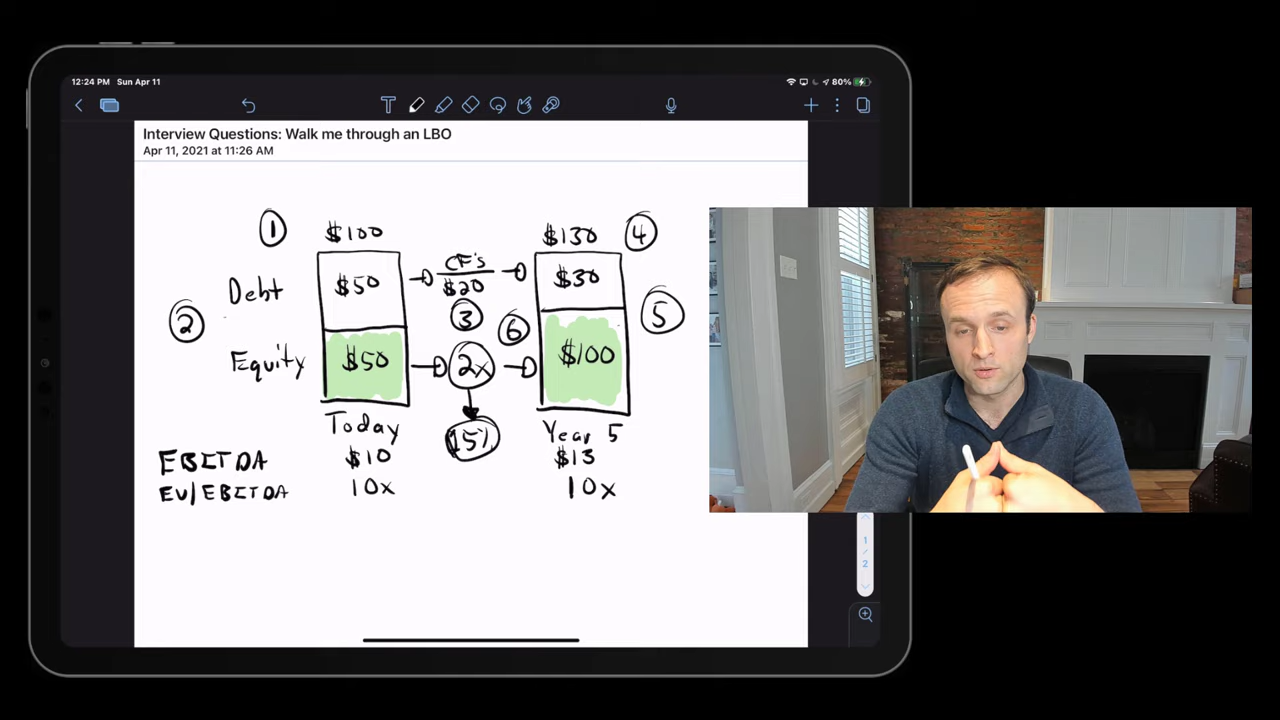 12:24 PM Sun Apr 11
80%
T
Interview Questions: Walk me through an LBO
Apr 11, 2021 at 11:26 AM
1 $100 $130 4
CF's
Debt $50 $20 $30
2 3 6 5
Equity $50 2x $100
Today 15% Year 5
EBITDA $10 $13
EV/EBITDA 10x 10x
1
/
2